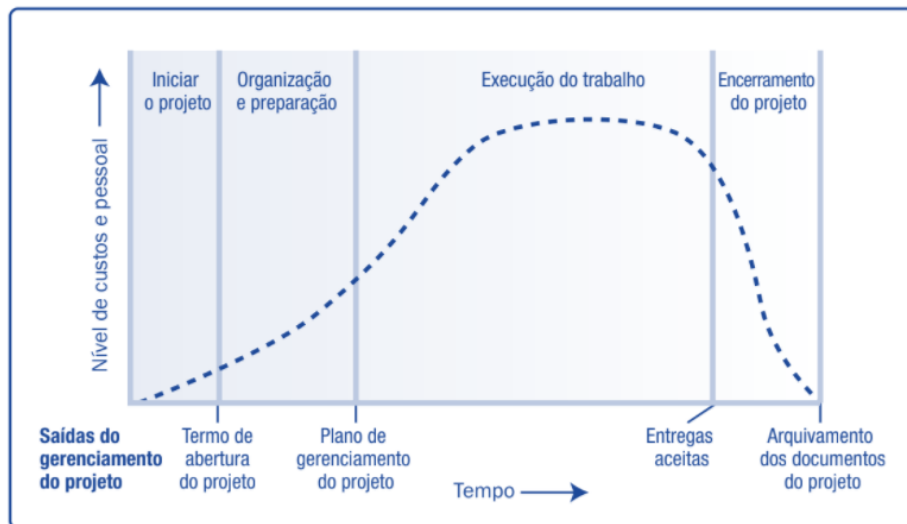 Iniciar
o projeto
Organização
e preparação
Execução do trabalho
Encerramento
do projeto
Nível de custos e pessoal
Saídas do
gerenciamento
do projeto
Termo de
abertura
do projeto
Plano de
gerenciamento
do projeto
Entregas
aceitas
Arquivamento
dos documentos
do projeto
Tempo